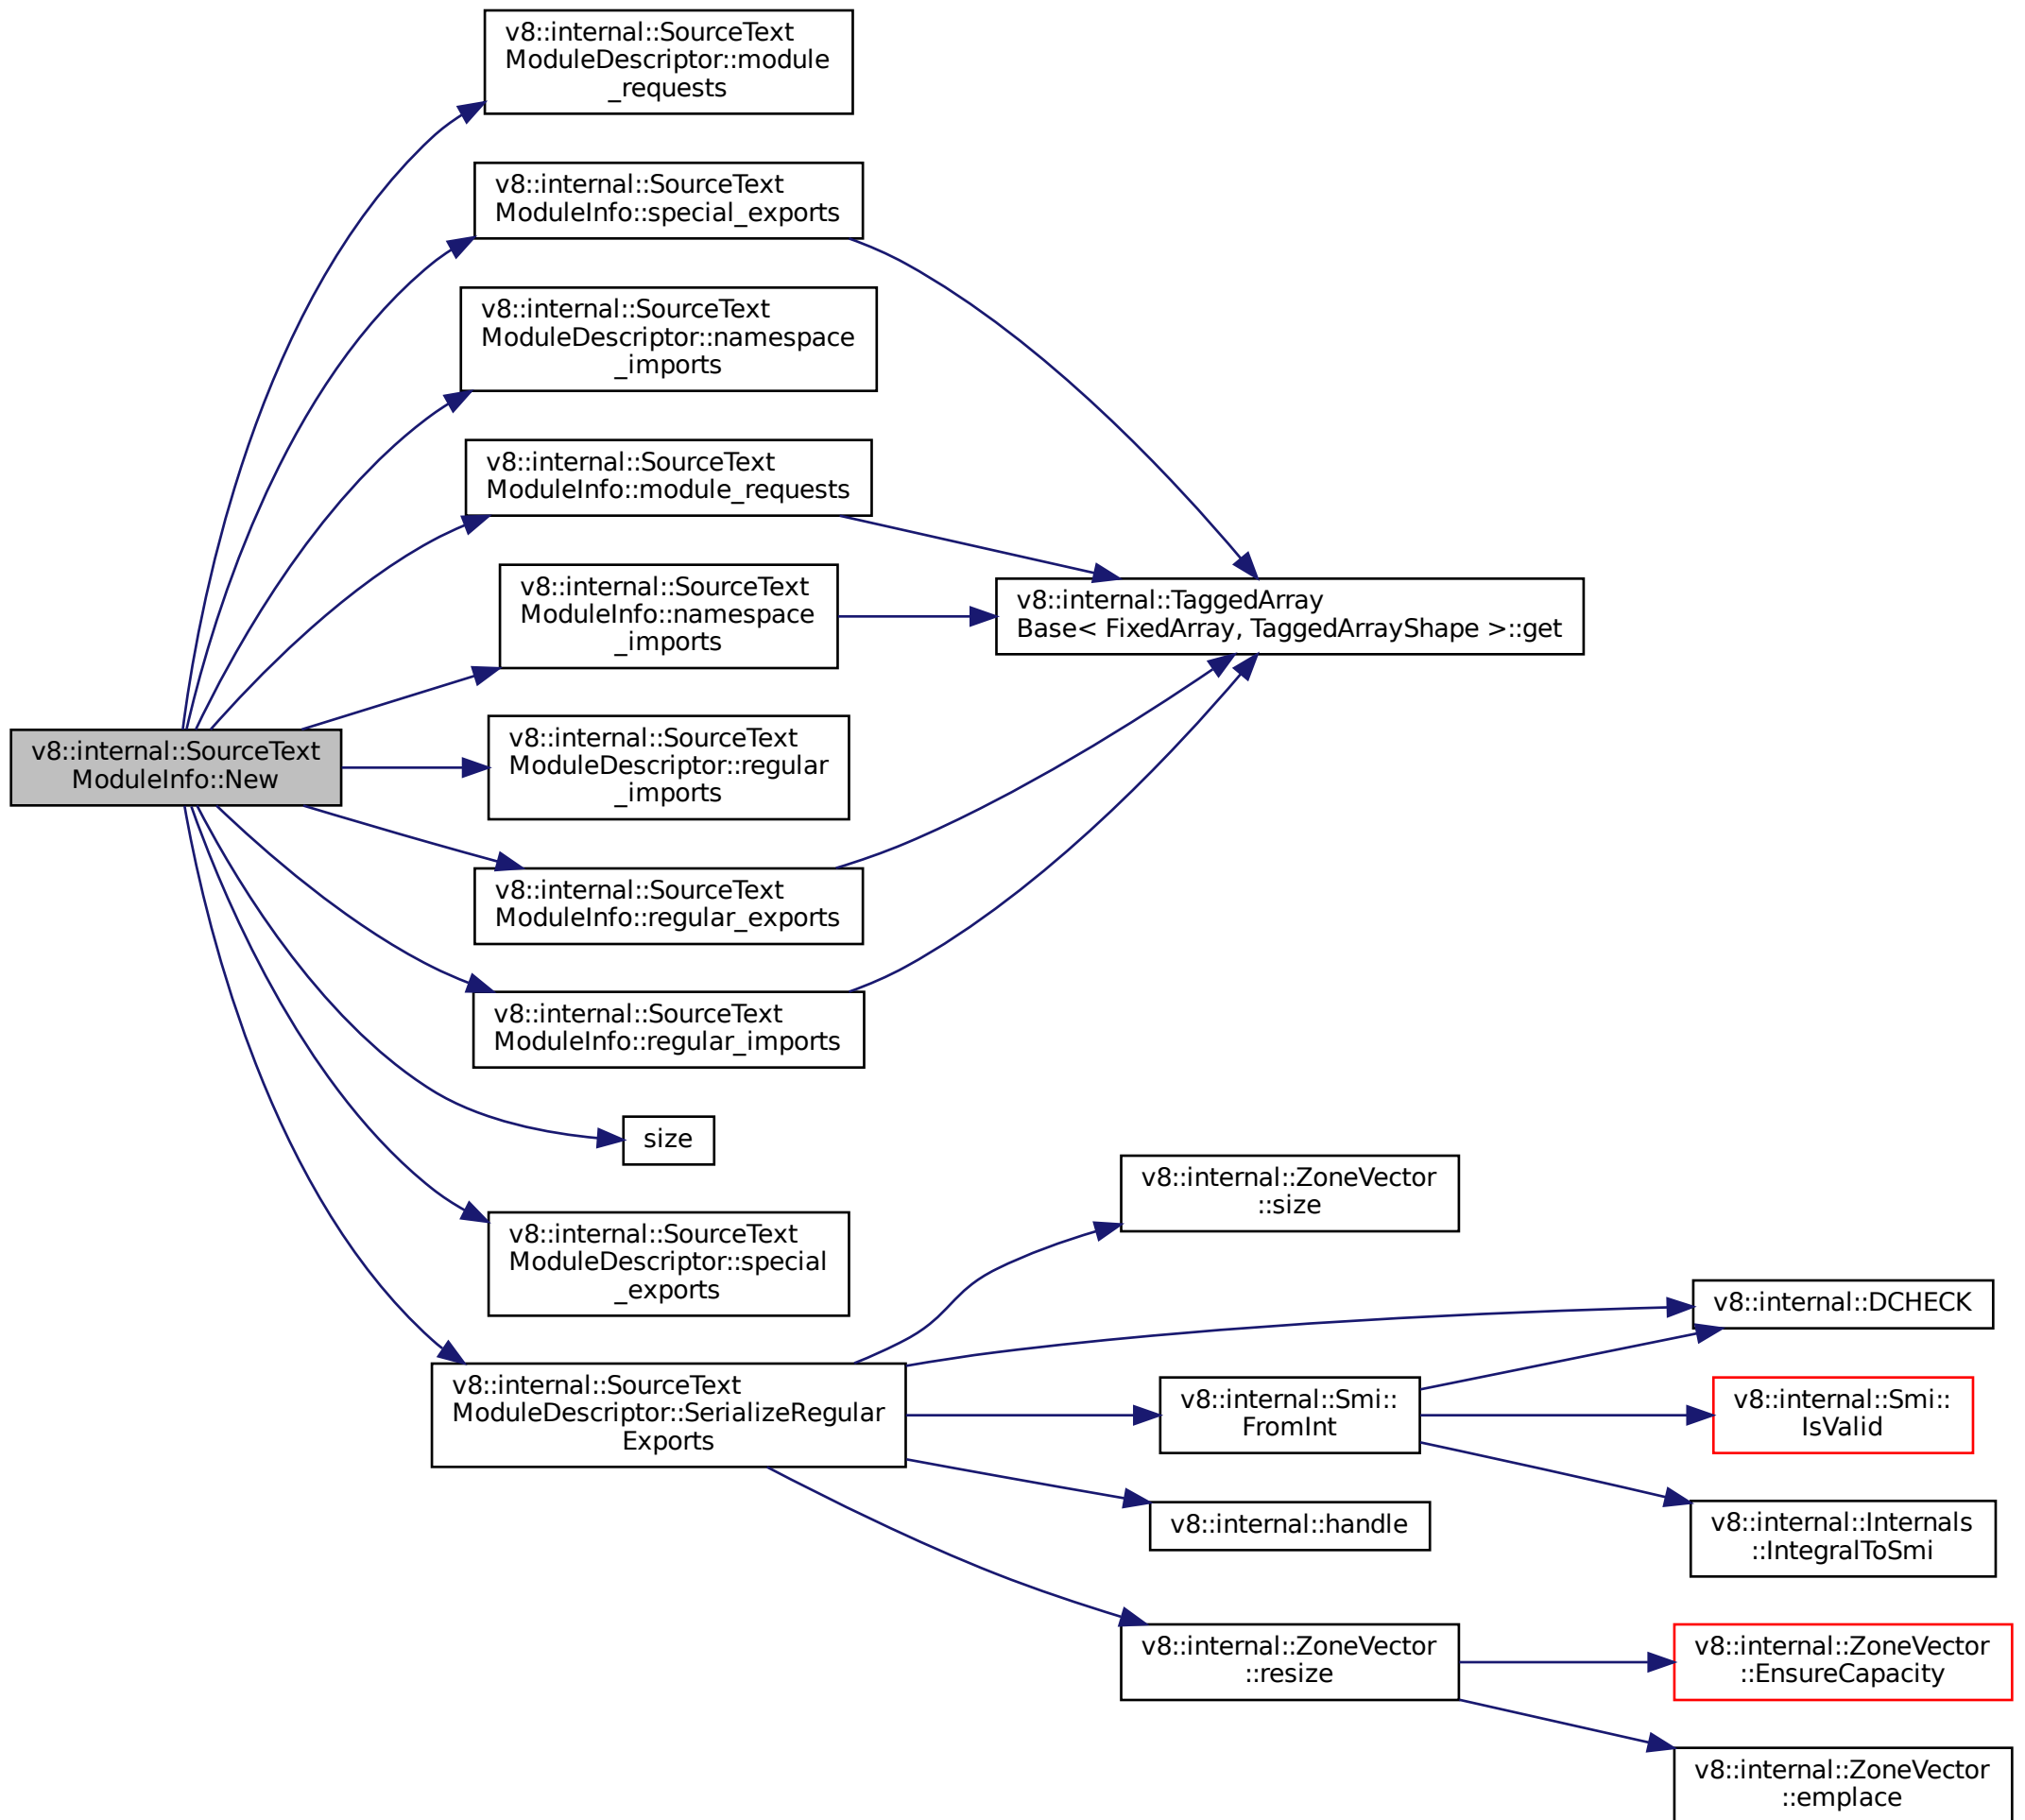 v8::internal::SourceText
ModuleDescriptor::module
_requests
v8::internal::SourceText
ModuleInfo::special_exports
v8::internal::SourceText
ModuleDescriptor::namespace
_imports
v8::internal::SourceText
ModuleInfo::module_requests
v8::internal::SourceText
ModuleInfo::namespace
_imports
v8::internal::TaggedArray
Base< FixedArray, TaggedArrayShape >::get
v8::internal::SourceText
ModuleInfo::New
v8::internal::SourceText
ModuleDescriptor::regular
_imports
v8::internal::SourceText
ModuleInfo::regular_exports
v8::internal::SourceText
ModuleInfo::regular_imports
size
v8::internal::SourceText
ModuleDescriptor::special
_exports
v8::internal::SourceText
ModuleDescriptor::SerializeRegular
Exports
v8::internal::ZoneVector
::size
v8::internal::DCHECK
v8::internal::Smi::
FromInt
v8::internal::Smi::
IsValid
v8::internal::handle
v8::internal::Internals
::IntegralToSmi
v8::internal::ZoneVector
::resize
v8::internal::ZoneVector
::EnsureCapacity
v8::internal::ZoneVector
::emplace